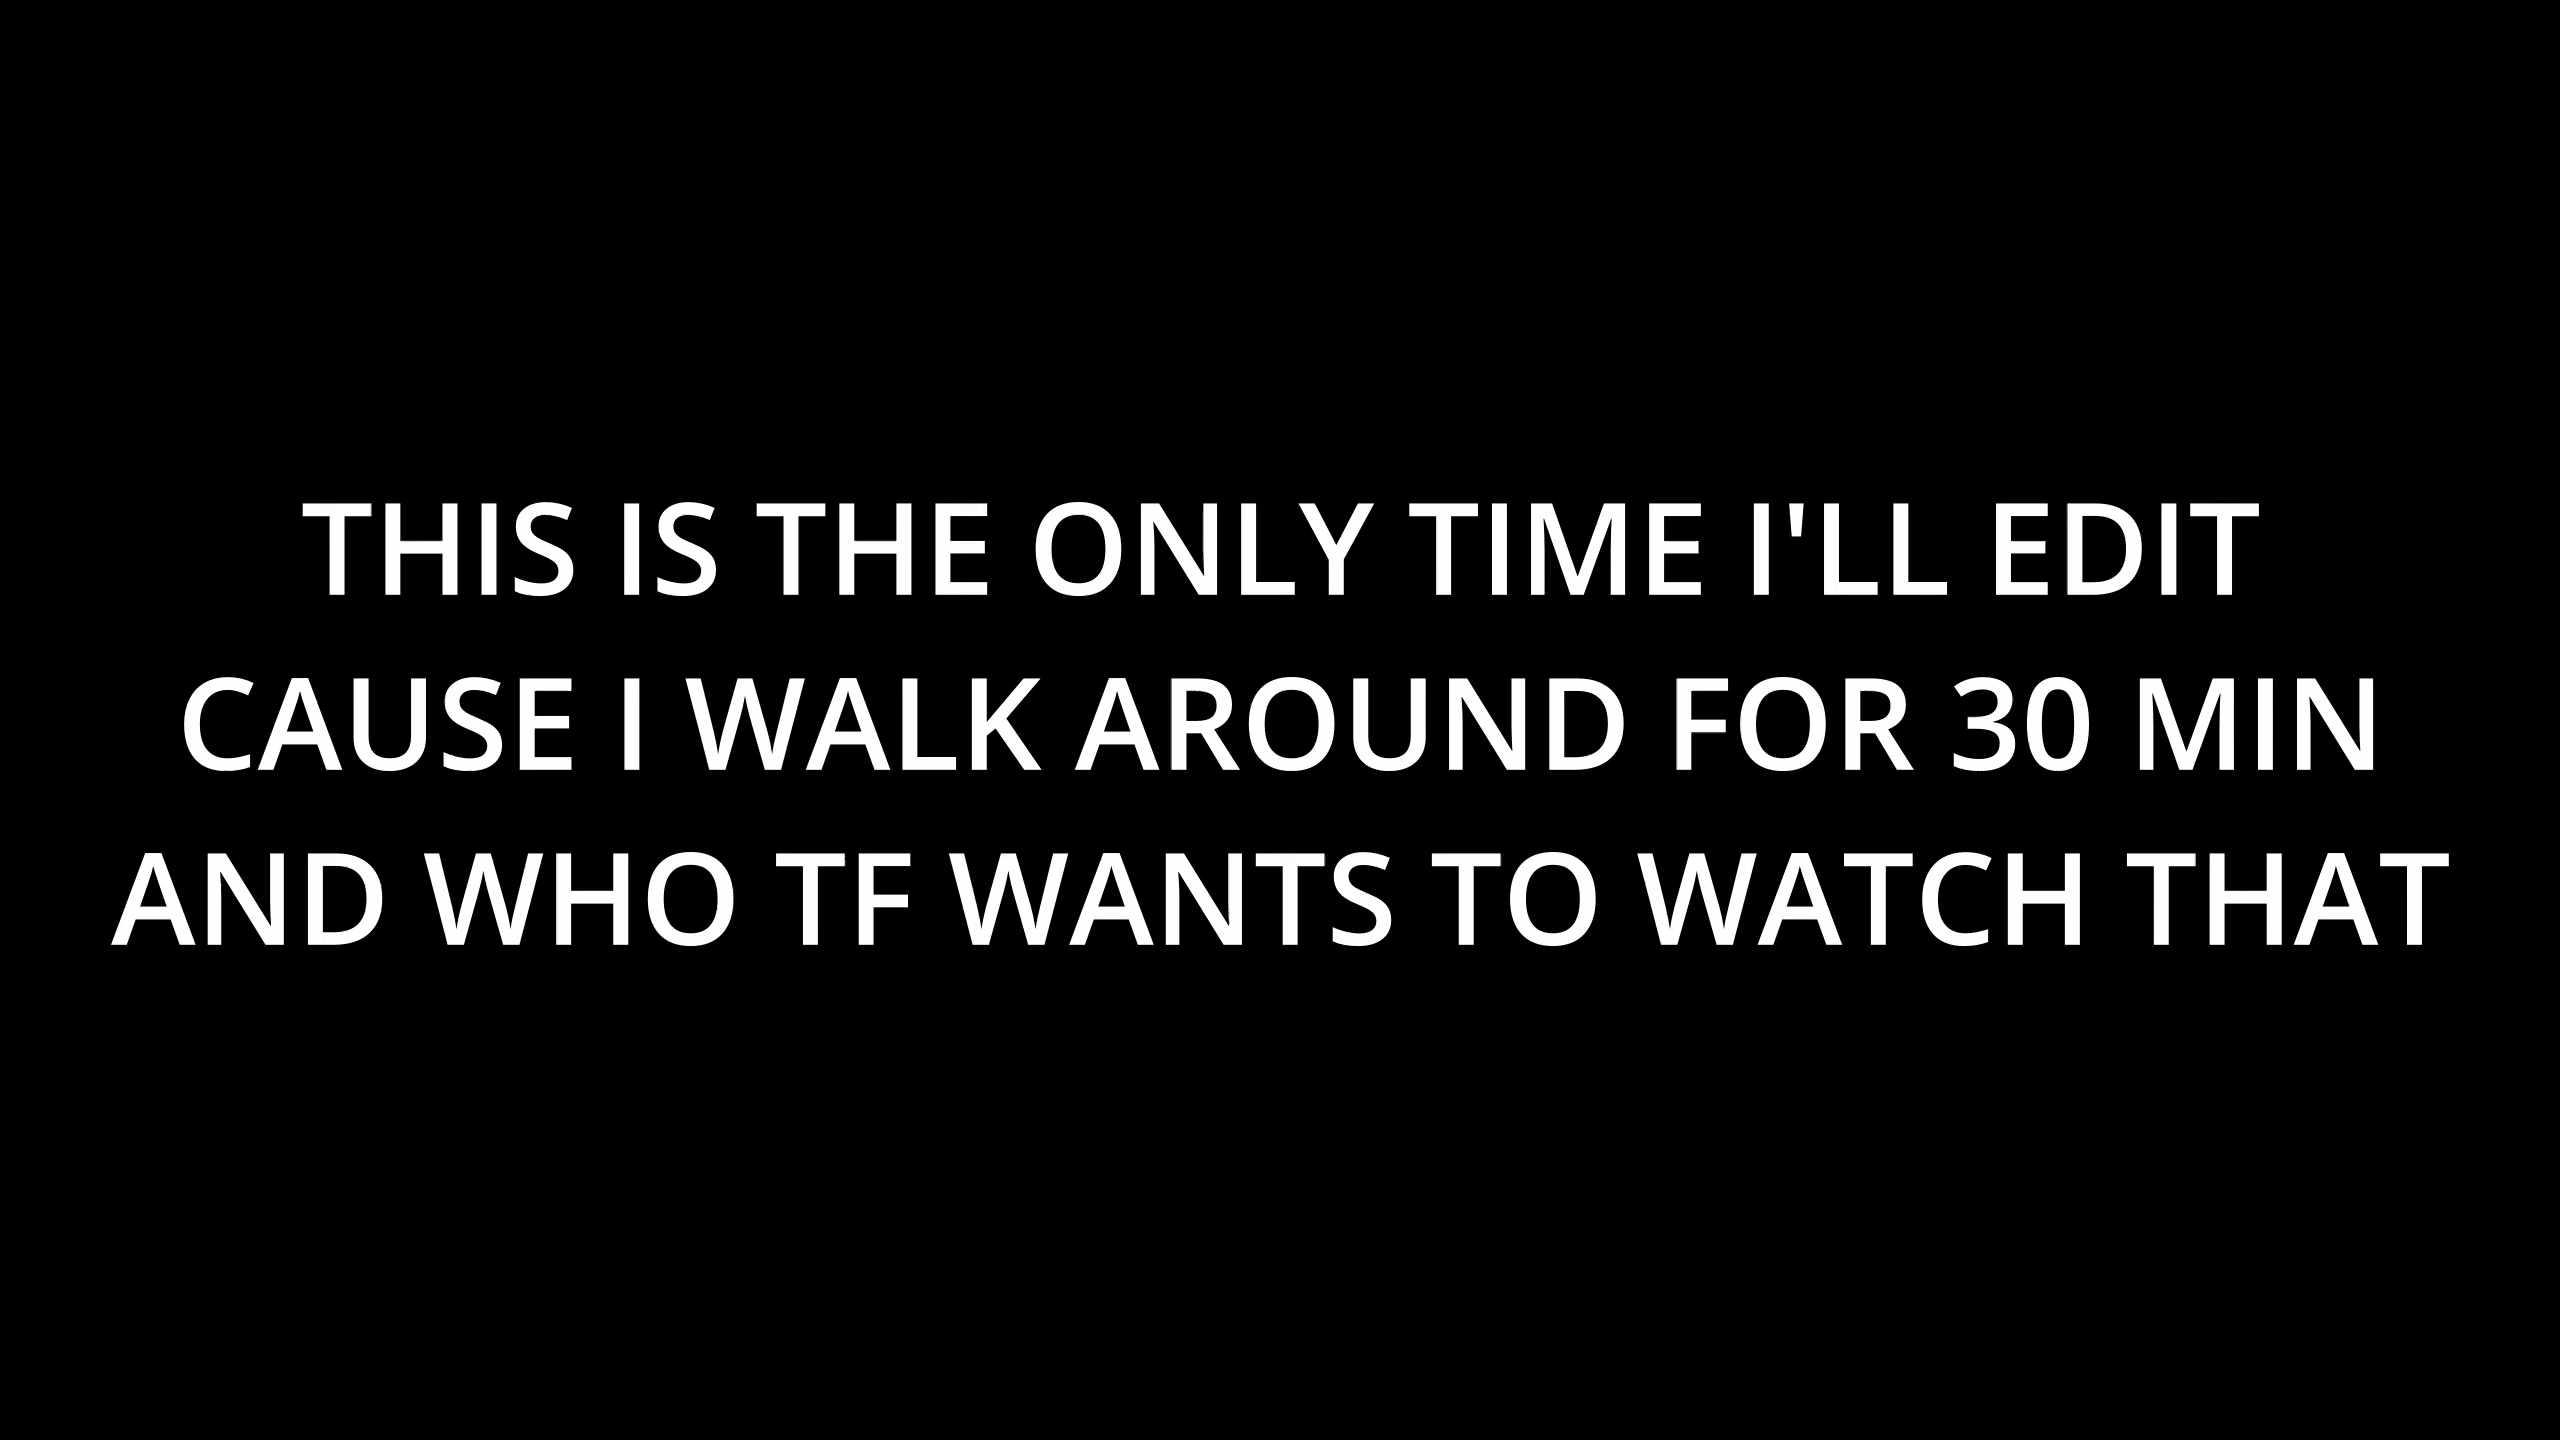 THIS IS THE ONLY TIME I'LL EDIT
CAUSE I WALK AROUND FOR 30 MIN
AND WHO TF WANTS TO WATCH THAT